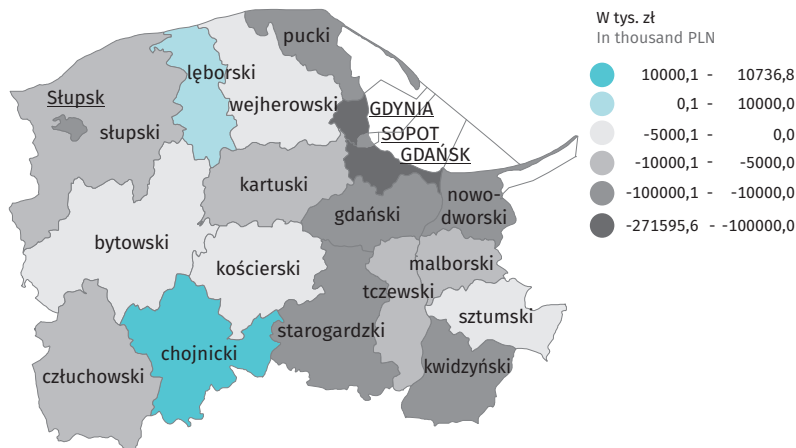 W tys. zł
In thousand PLN
10000,1 - 10736,8
0,1 - 10000,0
-5000,1 - 0,0
-10000,1 - -5000,0
-100000,1 - -10000,0
-271595,6 - -100000,0
pucki
lęborski
wejherowski
GDYNIA
SOPOT
GDAŃSK
Słupsk
słupski
kartuski
nowo-
dworski
gdański
bytowski
kościerski
malborski
tczewski
sztumski
starogardzki
chojnicki
człuchowski
kwidzyński